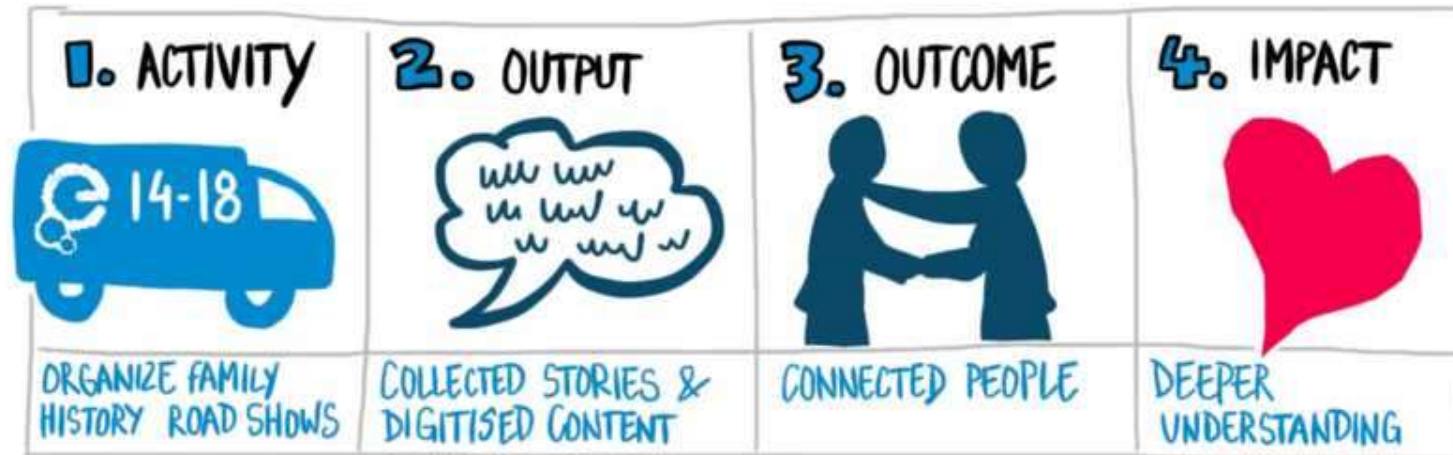 1. ACTIVITY
2. OUTPUT
3. OUTCOME
4. IMPACT
14-18
ORGANIZE FAMILY
HISTORY ROAD SHOWS
COLLECTED STORIES &
DIGITISED CONTENT
CONNECTED PEOPLE
DEEPER
UNDERSTANDING